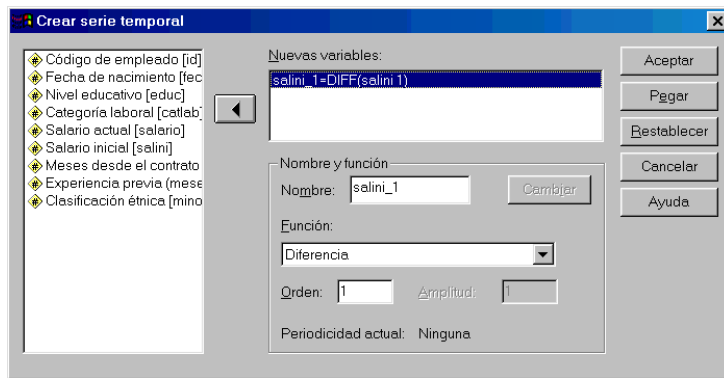 Crear serie temporal
Código de empleado [id]
Fecha de nacimiento [fec
Nivel educativo [educ]
Categoría laboral [catlab]
Salario actual [salario]
Salario inicial [salini]
Meses desde el contrato
Experiencia previa (mese
Clasificación étnica [mino
Nuevas variables:
salini_1=DIFF(salini 1)
Nombre y función
Nombre: salini_1 Cambiar
Función:
Diferencia
Orden: 1 Amplitud: 1
Periodicidad actual: Ninguna
Aceptar
Pegar
Restablecer
Cancelar
Ayuda